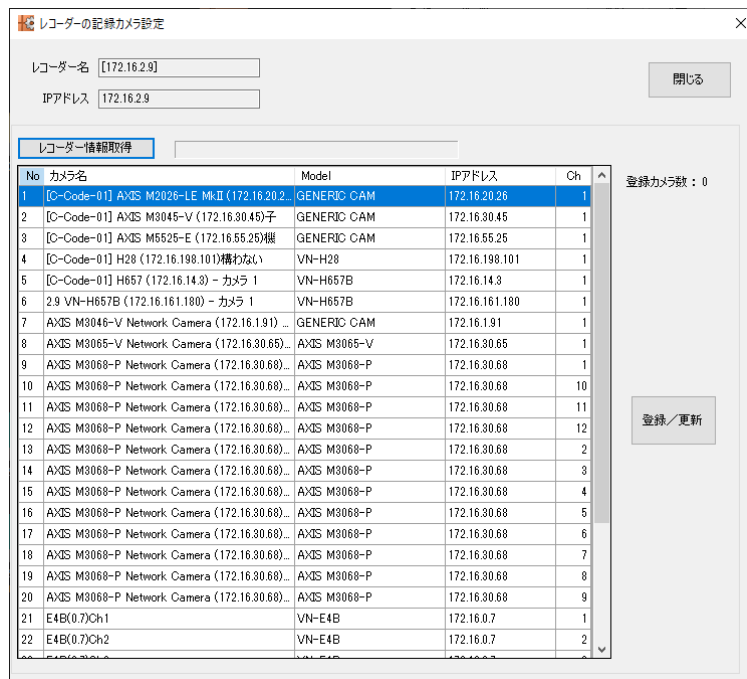 レコーダーの記録カメラ設定
レコーダー名 [172.16.2.9]
閉じる
IPアドレス 172.16.2.9
レコーダー情報取得
No カメラ名 Model IPアドレス Ch
登録カメラ数：0
1 [C-Code-01] AXIS M2026-LE MkII (172.16.20.2... GENERIC CAM 172.16.20.26 1
2 [C-Code-01] AXIS M3045-V (172.16.30.45)子 GENERIC CAM 172.16.30.45 1
3 [C-Code-01] AXIS M5525-E (172.16.55.25)機 GENERIC CAM 172.16.55.25 1
4 [C-Code-01] H28 (172.16.198.101)構わない VN-H28 172.16.198.101 1
5 [C-Code-01] H657 (172.16.14.3) - カメラ 1 VN-H657B 172.16.14.3 1
6 2.9 VN-H657B (172.16.161.180) - カメラ 1 VN-H657B 172.16.161.180 1
7 AXIS M3046-V Network Camera (172.16.1.91) ... GENERIC CAM 172.16.1.91 1
8 AXIS M3065-V Network Camera (172.16.30.65)... AXIS M3065-V 172.16.30.65 1
9 AXIS M3068-P Network Camera (172.16.30.68)... AXIS M3068-P 172.16.30.68 1
10 AXIS M3068-P Network Camera (172.16.30.68)... AXIS M3068-P 172.16.30.68 10
11 AXIS M3068-P Network Camera (172.16.30.68)... AXIS M3068-P 172.16.30.68 11
12 AXIS M3068-P Network Camera (172.16.30.68)... AXIS M3068-P 172.16.30.68 12
登録／更新
13 AXIS M3068-P Network Camera (172.16.30.68)... AXIS M3068-P 172.16.30.68 2
14 AXIS M3068-P Network Camera (172.16.30.68)... AXIS M3068-P 172.16.30.68 3
15 AXIS M3068-P Network Camera (172.16.30.68)... AXIS M3068-P 172.16.30.68 4
16 AXIS M3068-P Network Camera (172.16.30.68)... AXIS M3068-P 172.16.30.68 5
17 AXIS M3068-P Network Camera (172.16.30.68)... AXIS M3068-P 172.16.30.68 6
18 AXIS M3068-P Network Camera (172.16.30.68)... AXIS M3068-P 172.16.30.68 7
19 AXIS M3068-P Network Camera (172.16.30.68)... AXIS M3068-P 172.16.30.68 8
20 AXIS M3068-P Network Camera (172.16.30.68)... AXIS M3068-P 172.16.30.68 9
21 E4B(0.7)Ch1 VN-E4B 172.16.0.7 1
22 E4B(0.7)Ch2 VN-E4B 172.16.0.7 2